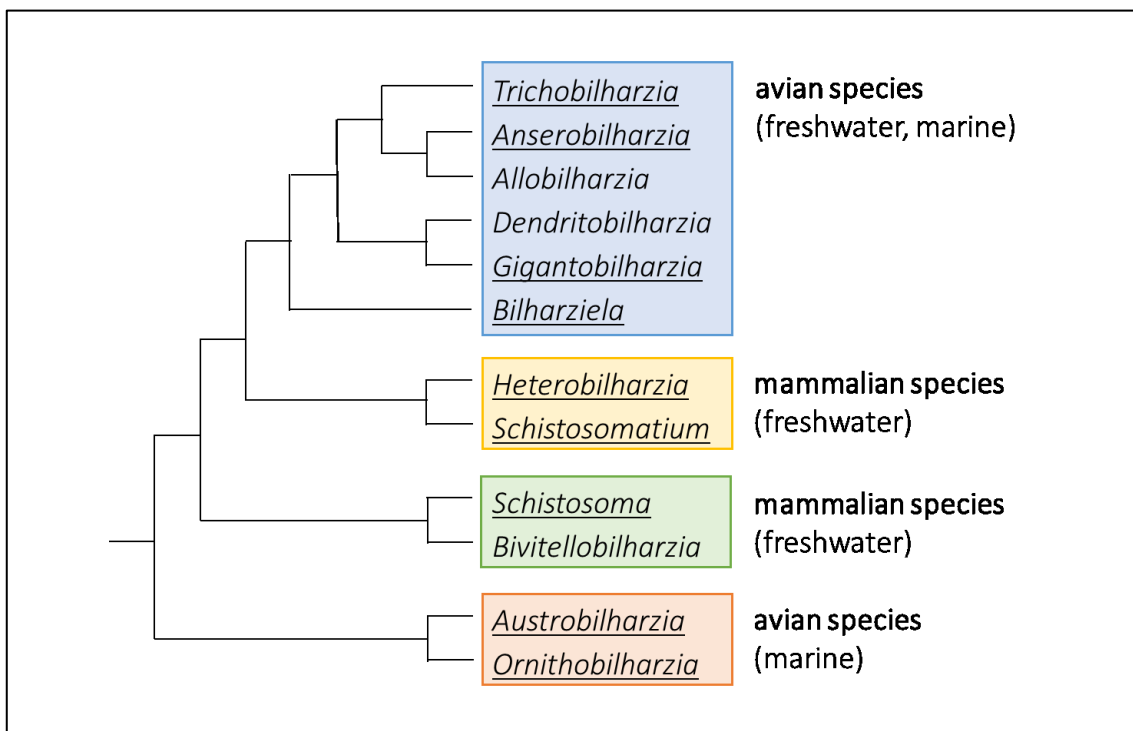 Trichobilharzia
Anserobilharzia
Allobilharzia
Dendritobilharzia
Gigantobilharzia
Bilharziela
avian species
(freshwater, marine)
Heterobilharzia
Schistosomatium
mammalian species
(freshwater)
Schistosoma
Bivitellobilharzia
mammalian species
(freshwater)
Austrobilharzia
Ornithobilharzia
avian species
(marine)